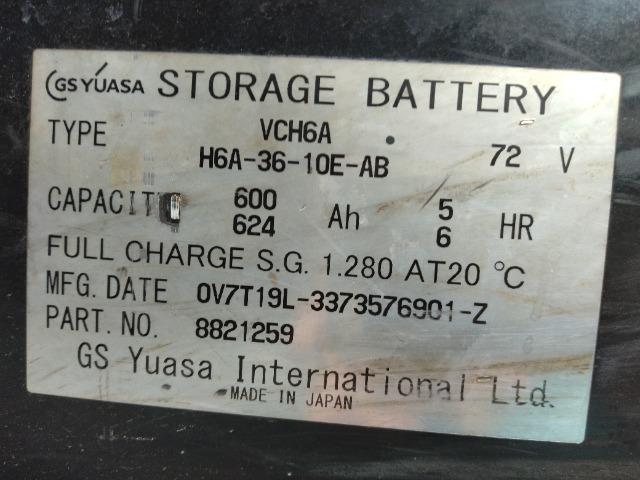 GS YUASA STORAGE BATTERY
TYPE VCH6A
H6A-36-10E-AB 72 V
CAPACITY 600 Ah 5 HR
624 6
FULL CHARGE S.G. 1.280 AT20 °C
MFG. DATE 0V7T19L-3373576901-Z
PART. NO. 8821259
GS Yuasa International Ltd.
MADE IN JAPAN